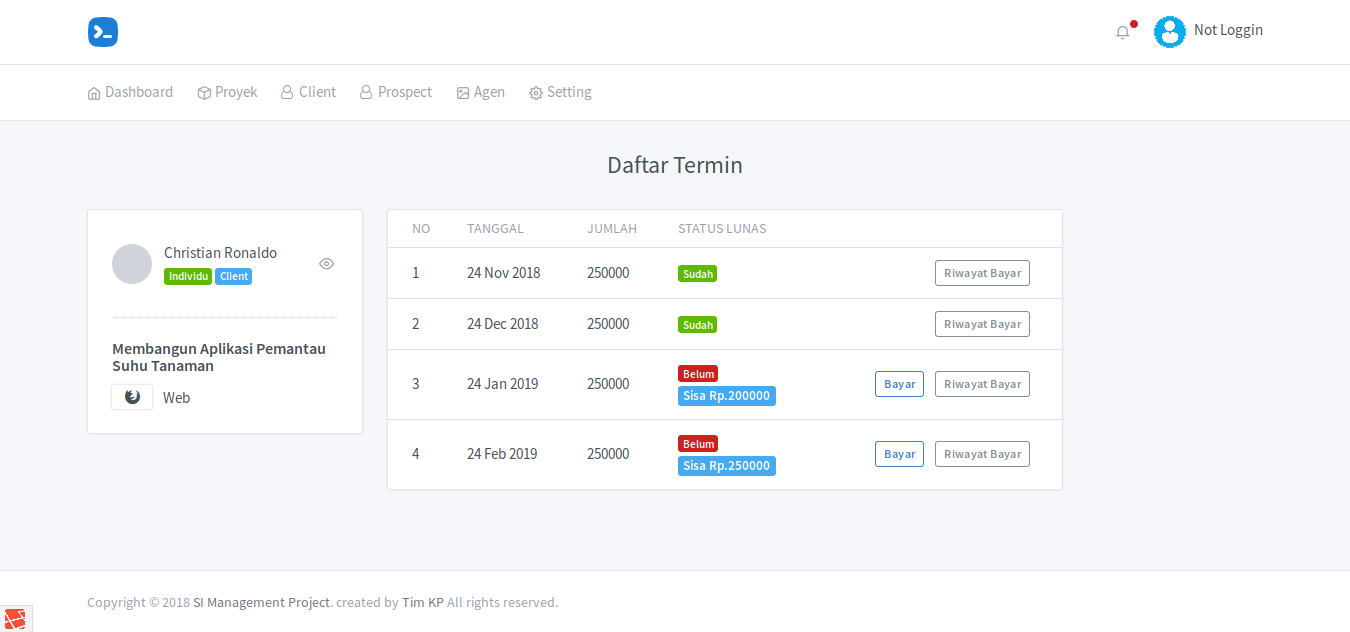 Not Loggin
Dashboard Proyek Client Prospect Agen Setting
Daftar Termin
Christian Ronaldo
Individu Client
Membangun Aplikasi Pemantau
Suhu Tanaman
Web
NO TANGGAL JUMLAH STATUS LUNAS
1 24 Nov 2018 250000 Sudah Riwayat Bayar
2 24 Dec 2018 250000 Sudah Riwayat Bayar
3 24 Jan 2019 250000 Belum Sisa Rp.200000 Bayar Riwayat Bayar
4 24 Feb 2019 250000 Belum Sisa Rp.250000 Bayar Riwayat Bayar
Copyright © 2018 SI Management Project. created by Tim KP All rights reserved.